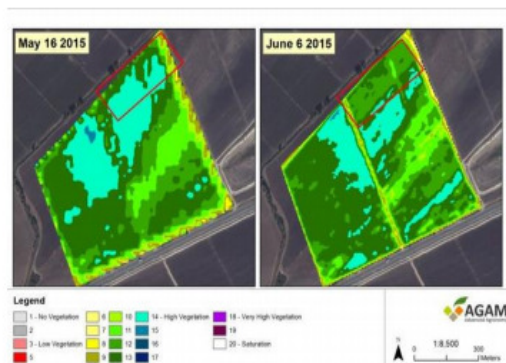 May 16 2015
June 6 2015
Legend
1 - No Vegetation
2
3 - Low Vegetation
5
6
7
8
9
10
11
12
13
14 - High Vegetation
15
16
17
18 - Very High Vegetation
19
20 - Saturation
AGAM
N
1:8,500
0
300
Meters